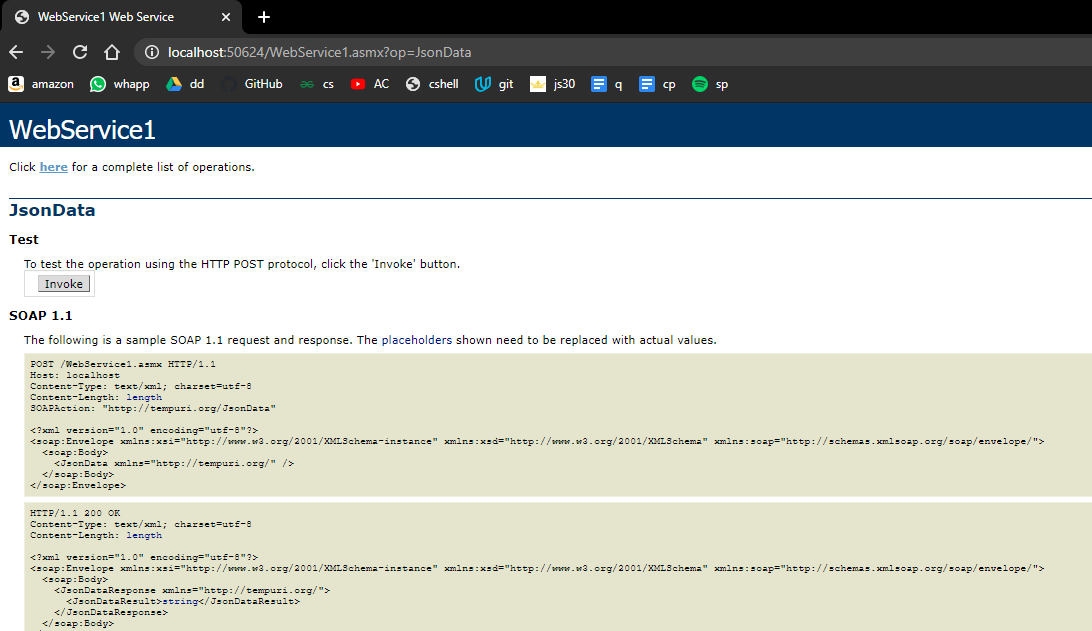 WebService1 Web Service
localhost:50624/WebService1.asmx?op=JsonData
amazon whapp dd GitHub cs AC cshell git js30 q cp sp
WebService1
Click here for a complete list of operations.
JsonData
Test
To test the operation using the HTTP POST protocol, click the 'Invoke' button.
Invoke
SOAP 1.1
The following is a sample SOAP 1.1 request and response. The placeholders shown need to be replaced with actual values.
POST /WebService1.asmx HTTP/1.1
Host: localhost
Content-Type: text/xml; charset=utf-8
Content-Length: length
SOAPAction: "http://tempuri.org/JsonData"
<?xml version="1.0" encoding="utf-8"?>
<soap:Envelope xmlns:xsi="http://www.w3.org/2001/XMLSchema-instance" xmlns:xsd="http://www.w3.org/2001/XMLSchema" xmlns:soap="http://schemas.xmlsoap.org/soap/envelope/">
<soap:Body>
<JsonData xmlns="http://tempuri.org/" />
</soap:Body>
</soap:Envelope>
HTTP/1.1 200 OK
Content-Type: text/xml; charset=utf-8
Content-Length: length
<?xml version="1.0" encoding="utf-8"?>
<soap:Envelope xmlns:xsi="http://www.w3.org/2001/XMLSchema-instance" xmlns:xsd="http://www.w3.org/2001/XMLSchema" xmlns:soap="http://schemas.xmlsoap.org/soap/envelope/">
<soap:Body>
<JsonDataResponse xmlns="http://tempuri.org/">
<JsonDataResult>string</JsonDataResult>
</JsonDataResponse>
</soap:Body>